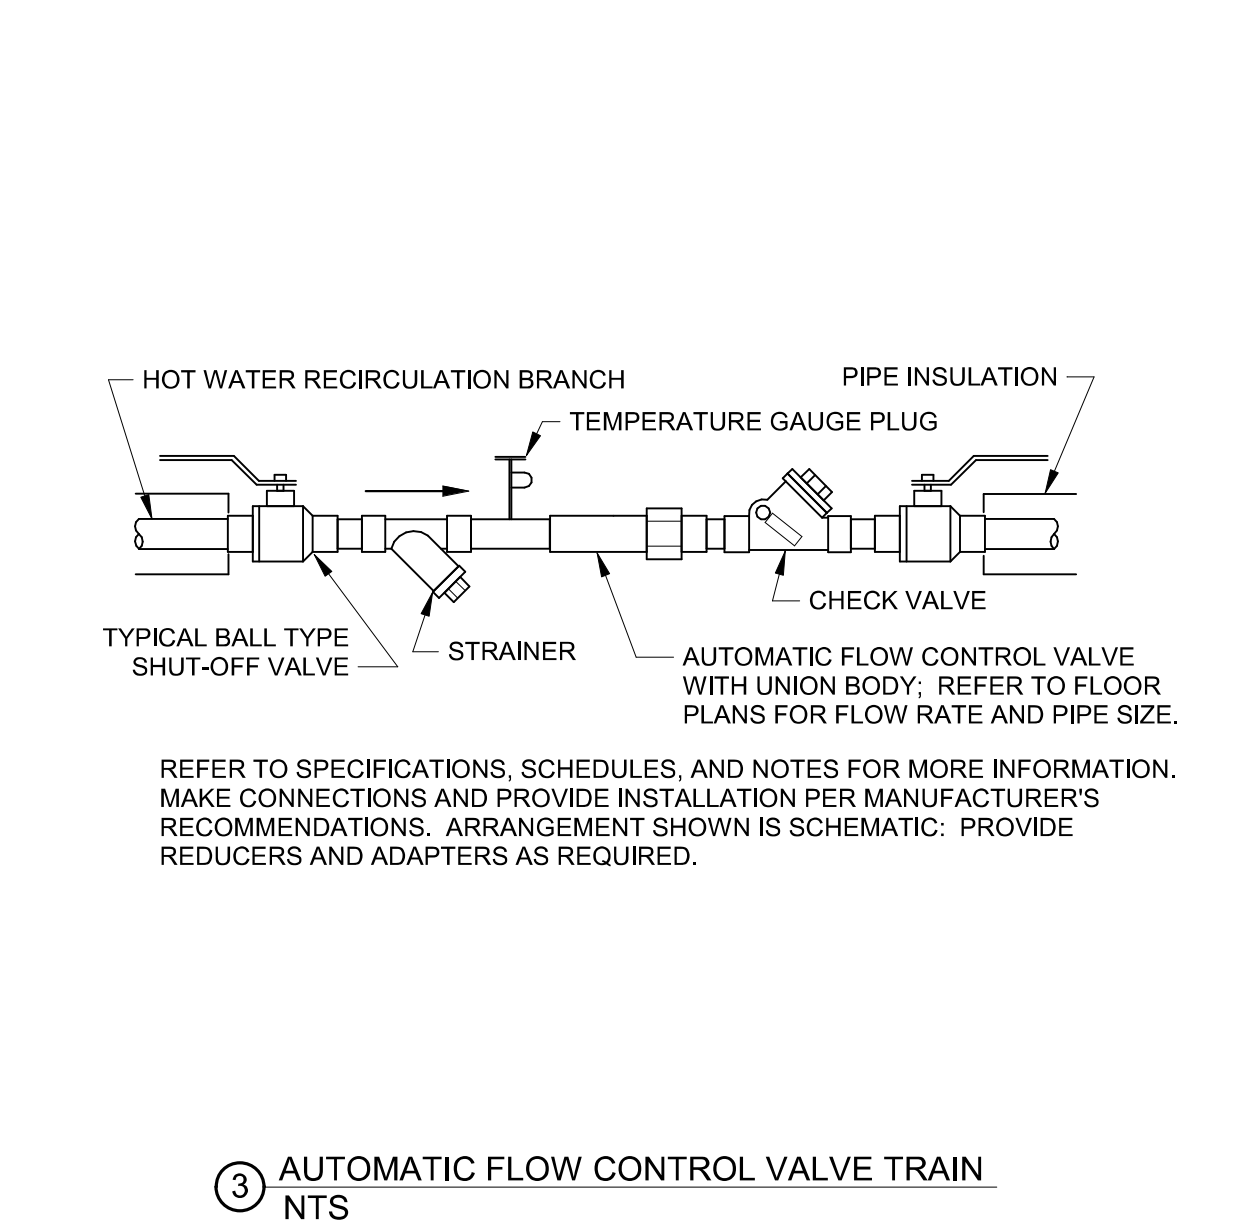 HOT WATER RECIRCULATION BRANCH
PIPE INSULATION
TEMPERATURE GAUGE PLUG
CHECK VALVE
TYPICAL BALL TYPE
SHUT-OFF VALVE
STRAINER
AUTOMATIC FLOW CONTROL VALVE
WITH UNION BODY;  REFER TO FLOOR
PLANS FOR FLOW RATE AND PIPE SIZE.
REFER TO SPECIFICATIONS, SCHEDULES, AND NOTES FOR MORE INFORMATION.
MAKE CONNECTIONS AND PROVIDE INSTALLATION PER MANUFACTURER'S
RECOMMENDATIONS.  ARRANGEMENT SHOWN IS SCHEMATIC:  PROVIDE
REDUCERS AND ADAPTERS AS REQUIRED.
3 AUTOMATIC FLOW CONTROL VALVE TRAIN
NTS